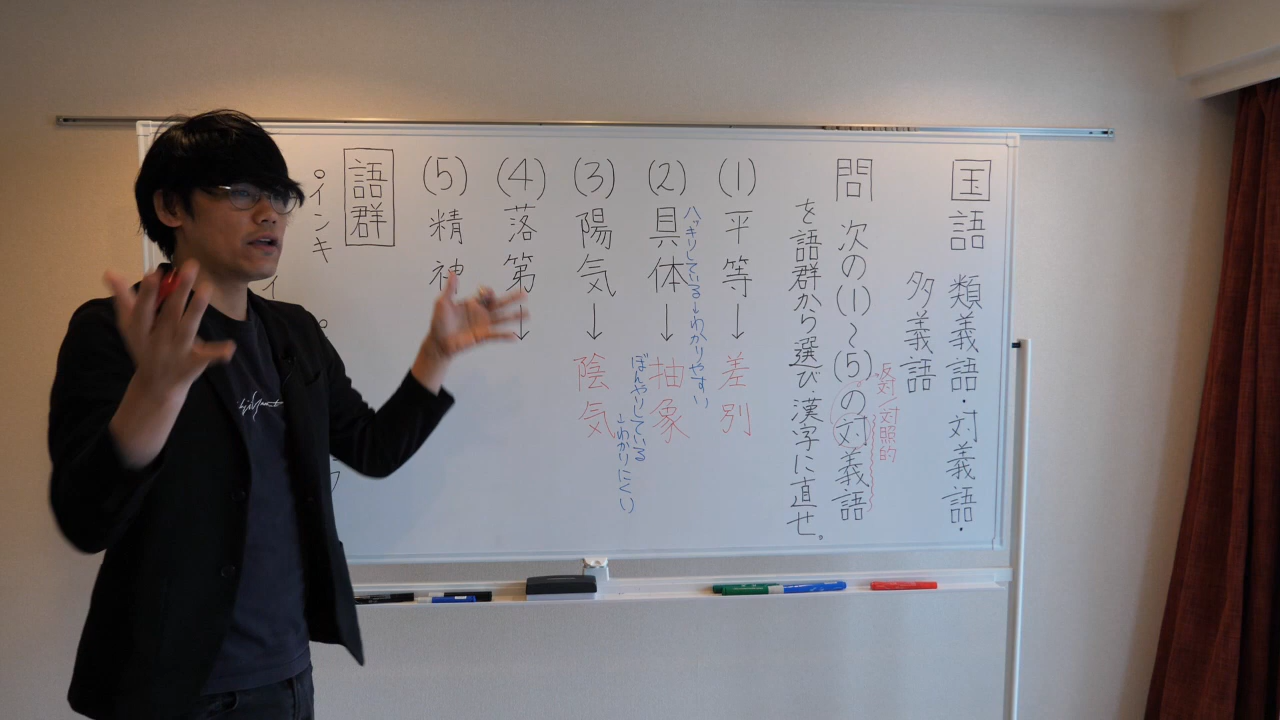 国語 類義語・対義語・
多義語
問 次の(1)〜(5)の対義語
反対/対照的
を語群から選び漢字に直せ。
(1)平等→差別
ハッキリしている→わかりやすい
(2)具体→抽象
ぼんやりしている
→わかりにくい
(3)陽気→陰気
(4)落第→
(5)精神
語群
インキ